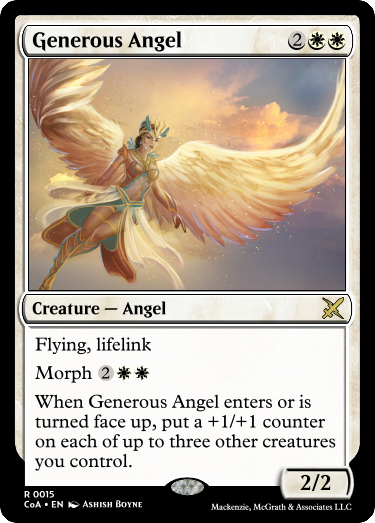 Generous Angel 2
Creature — Angel
Flying, lifelink
Morph 2
When Generous Angel enters or is
turned face up, put a +1/+1 counter
on each of up to three other creatures
you control.
2/2
R 0015
CoA • EN Ashish Boyne
Mackenzie, McGrath & Associates LLC